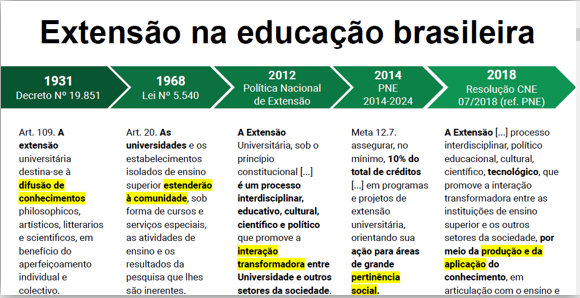 Extensão na educação brasileira
1931
Decreto Nº 19.851
1968
Lei Nº 5.540
2012
Política Nacional
de Extensão
2014
PNE
2014-2024
2018
Resolução CNE
07/2018 (ref. PNE)
Art. 109. A
extensão
universitária
destina-se à
difusão de
conhecimentos
philosophicos,
artísticos, litterarios
e scientificos, em
benefício do
aperfeiçoamento
individual e
colectivo.
Art. 20. As
universidades e os
estabelecimentos
isolados de ensino
superior estenderão
à comunidade, sob
forma de cursos e
serviços especiais,
as atividades de
ensino e os
resultados da
pesquisa que lhes
são inerentes.
A Extensão
Universitária, sob o
princípio
constitucional [...]
é um processo
interdisciplinar,
educativo, cultural,
científico e político
que promove a
interação
transformadora entre
Universidade e outros
setores da sociedade.
Meta 12.7.
assegurar, no
mínimo, 10% do
total de créditos
[...] em programas
e projetos de
extensão
universitária,
orientando sua
ação para áreas
de grande
pertinência
social.
A Extensão [...] processo
interdisciplinar, político
educacional, cultural,
científico, tecnológico, que
promove a interação
transformadora entre as
instituições de ensino
superior e os outros
setores da sociedade, por
meio da produção e da
aplicação do
conhecimento, em
articulação com o ensino e